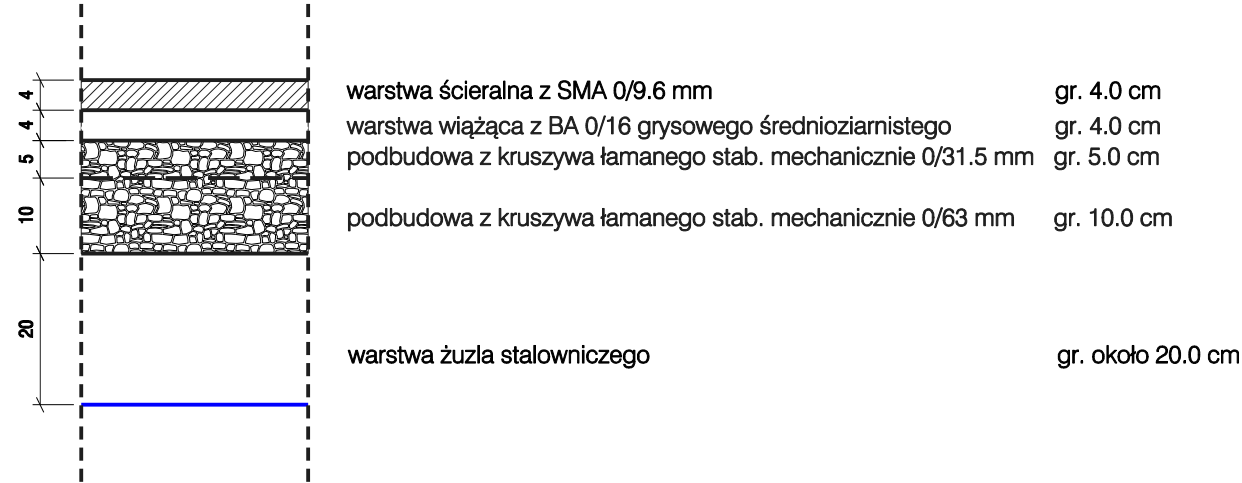 4 warstwa ścieralna z SMA 0/9.6 mm gr. 4.0 cm
4 warstwa wiążąca z BA 0/16 grysowego średnioziarnistego gr. 4.0 cm
5 podbudowa z kruszywa łamanego stab. mechanicznie 0/31.5 mm gr. 5.0 cm
10 podbudowa z kruszywa łamanego stab. mechanicznie 0/63 mm gr. 10.0 cm
20 warstwa żuzla stalowniczego gr. około 20.0 cm